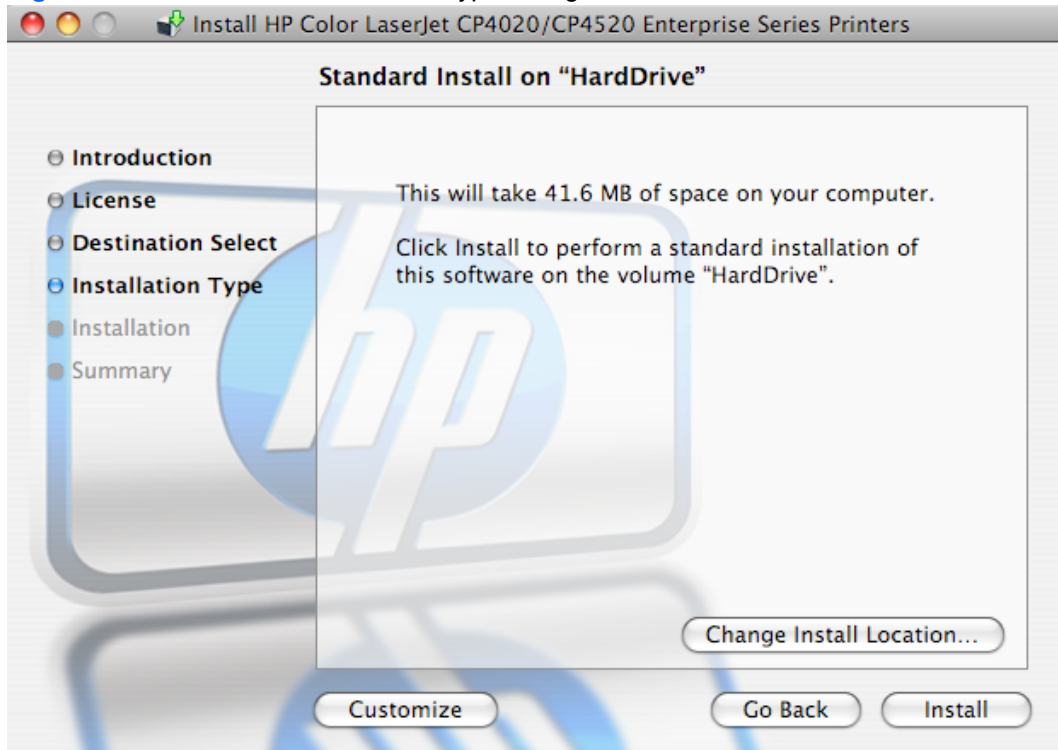 Install HP Color LaserJet CP4020/CP4520 Enterprise Series Printers
Standard Install on “HardDrive”
Introduction
License
Destination Select
Installation Type
Installation
Summary
This will take 41.6 MB of space on your computer.
Click Install to perform a standard installation of
this software on the volume “HardDrive”.
hp
Change Install Location...
Customize
Go Back
Install